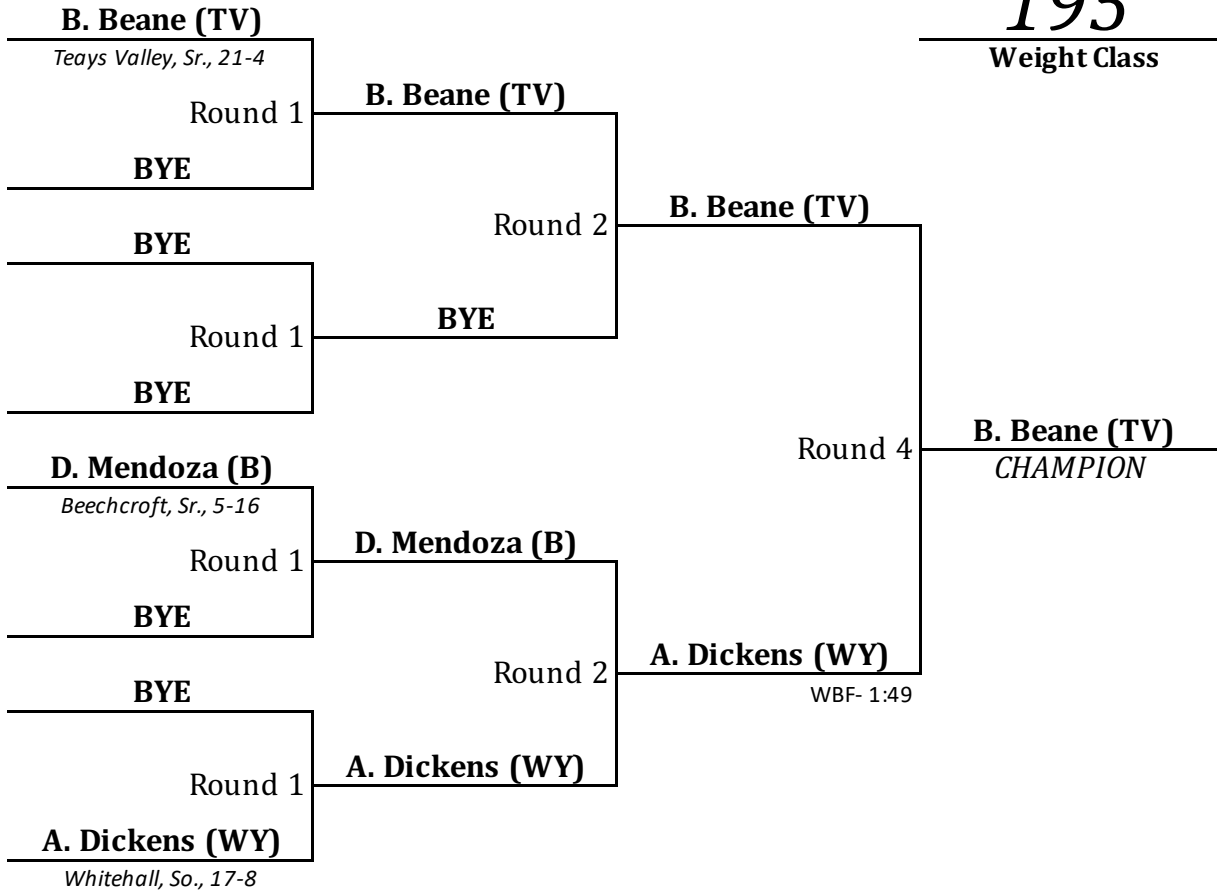 195
Weight Class
B. Beane (TV)
Teays Valley, Sr., 21-4
Round 1
B. Beane (TV)
BYE
BYE
Round 2
B. Beane (TV)
Round 1
BYE
BYE
D. Mendoza (B)
Beechcroft, Sr., 5-16
Round 4
B. Beane (TV)
CHAMPION
Round 1
D. Mendoza (B)
BYE
BYE
Round 2
A. Dickens (WY)
WBF- 1:49
Round 1
A. Dickens (WY)
A. Dickens (WY)
Whitehall, So., 17-8